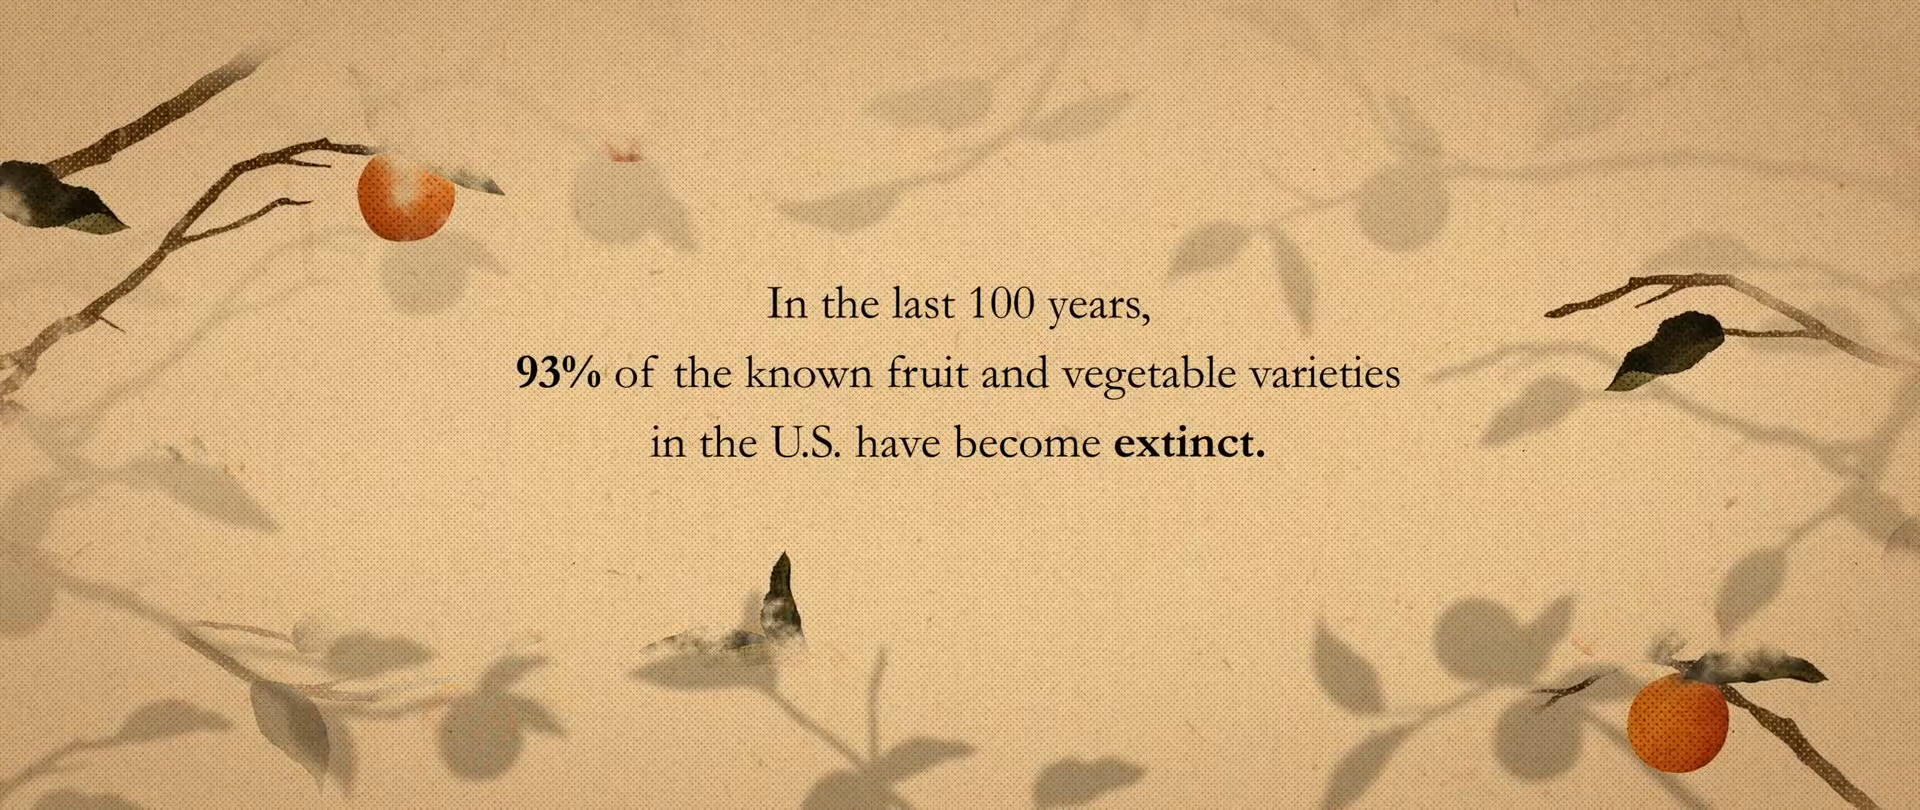 In the last 100 years,
93% of the known fruit and vegetable varieties
in the U.S. have become extinct.